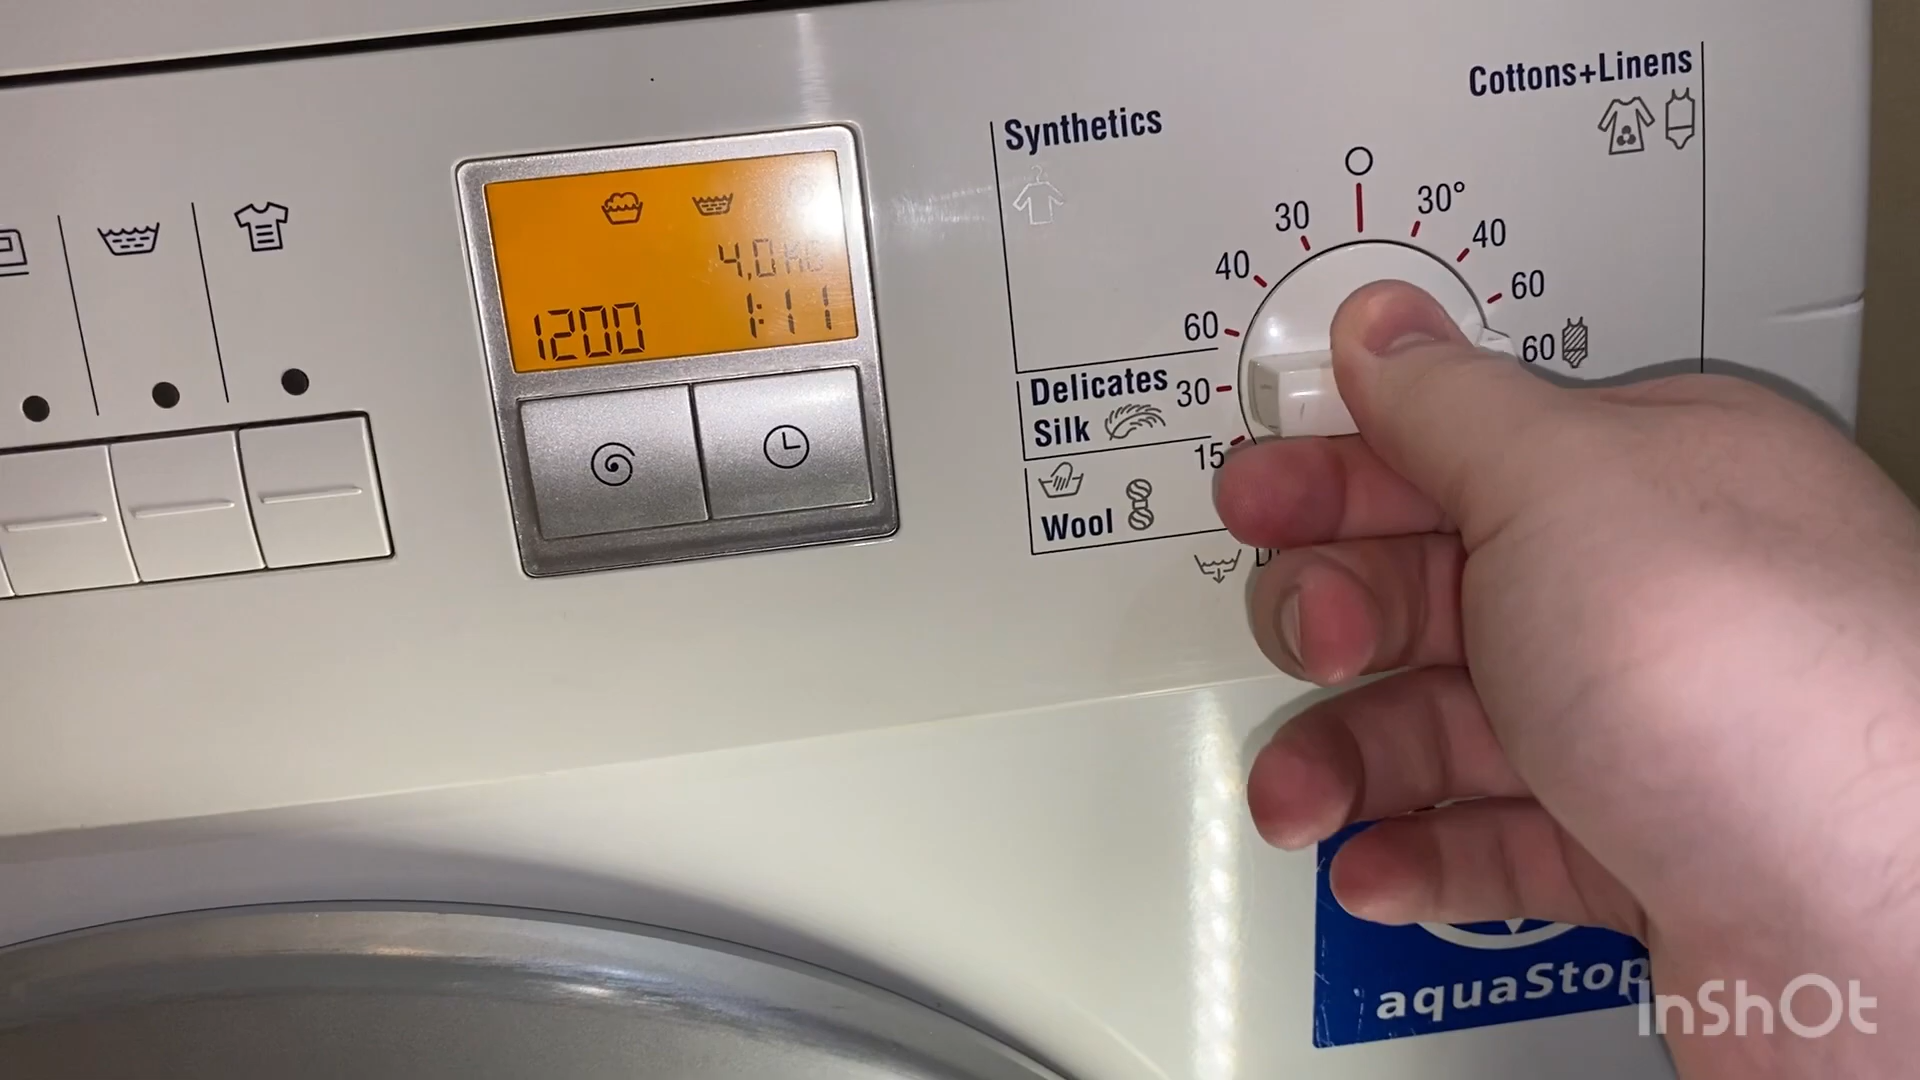 Cottons+Linens
Synthetics
30
30°
40
40
60
60
60
4,0 KG
1200
1:11
Delicates
Silk
30
15
Wool
D
aquaStop
InShOt